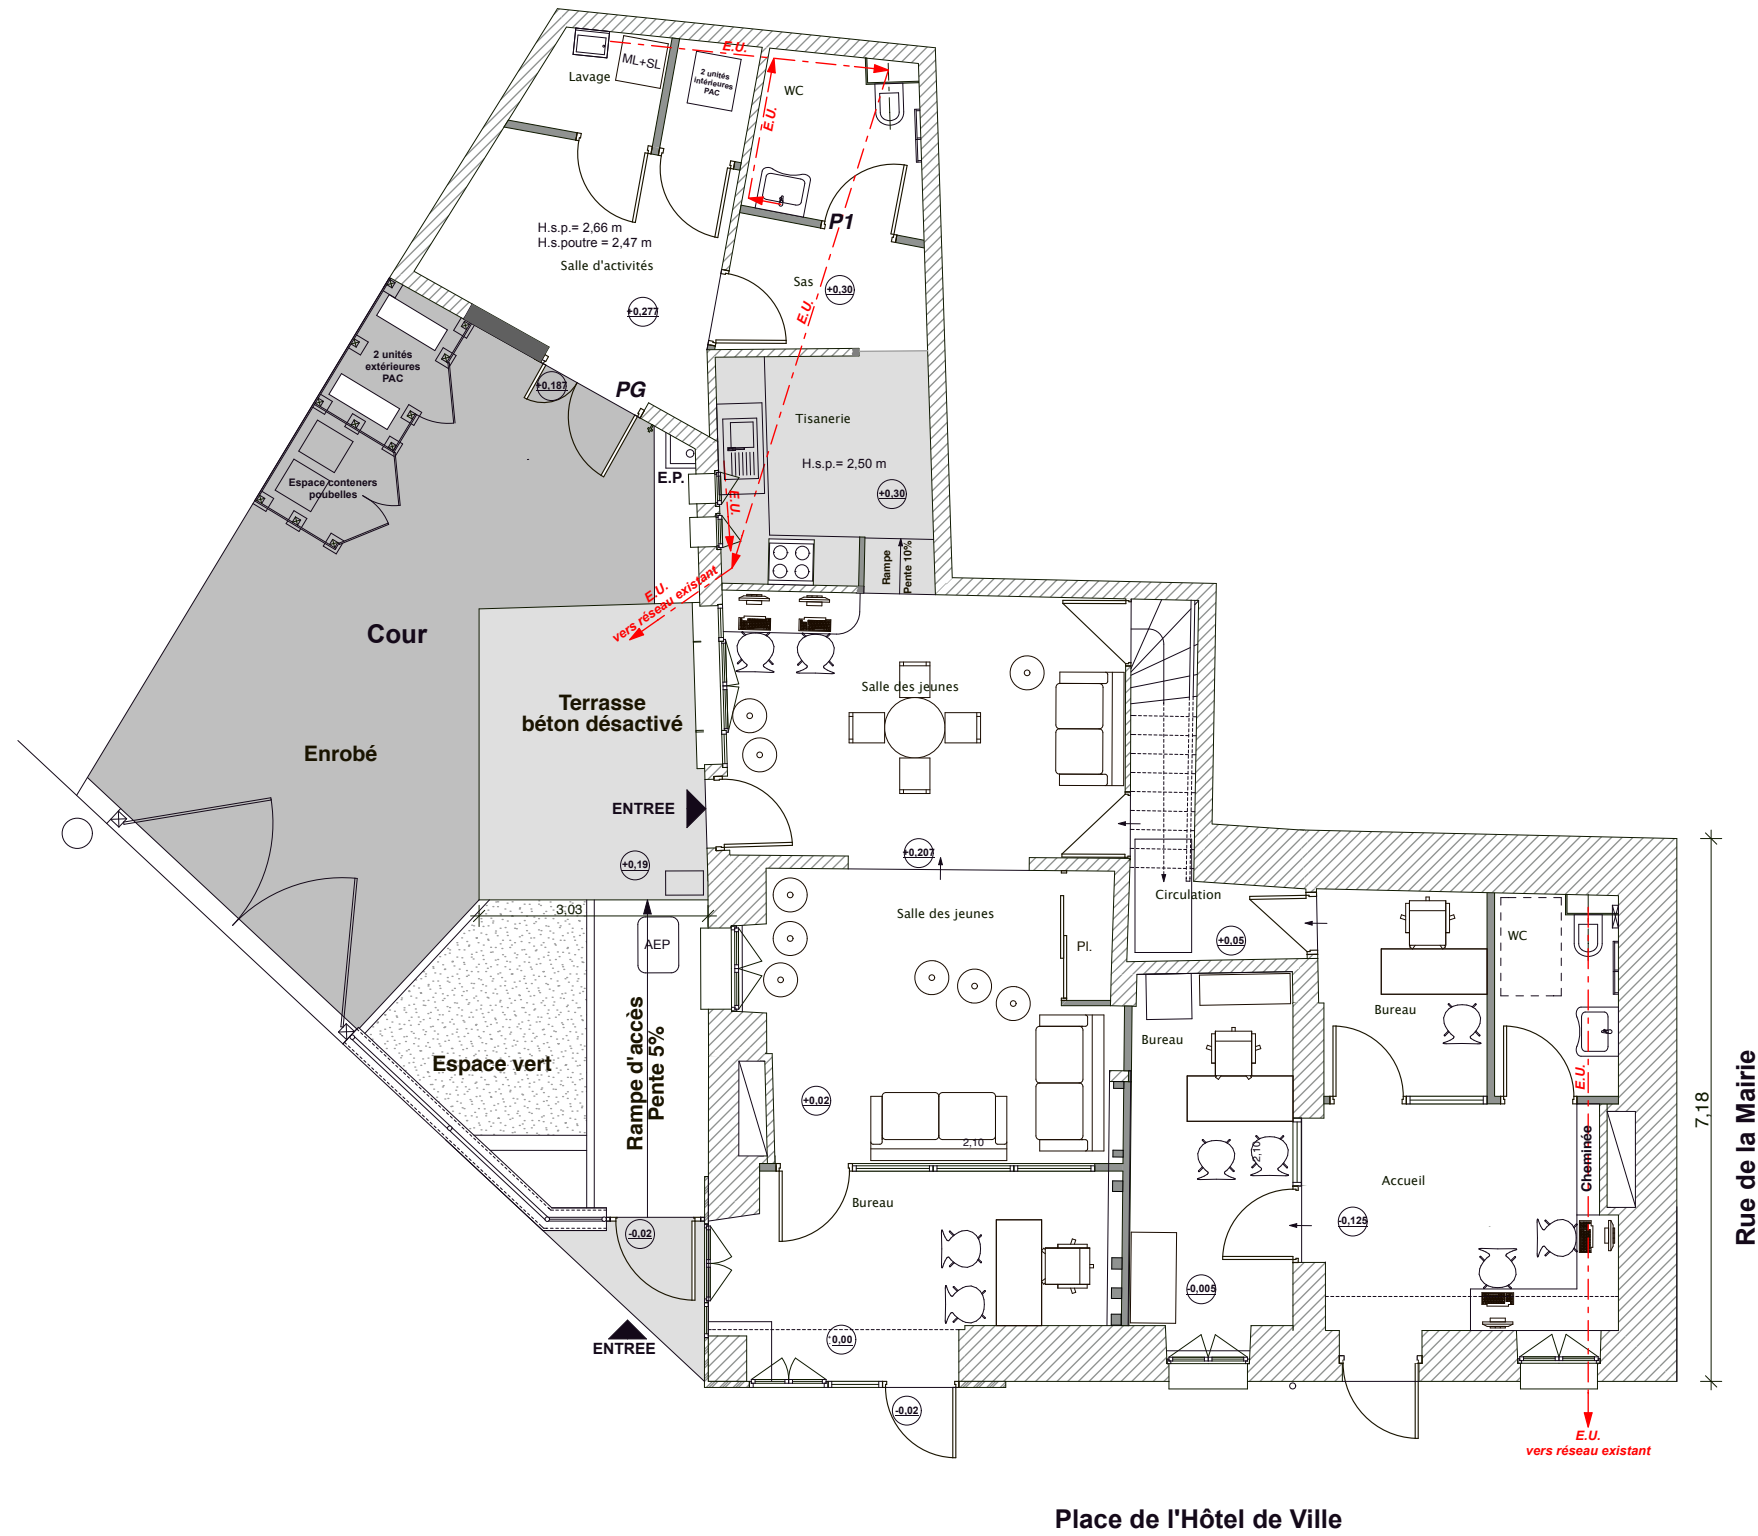 E.U.
ML+SL
Lavage
2 unités
intérieures
PAC
WC
E.U.
P1
H.s.p.= 2,66 m
H.s.poutre = 2,47 m
Salle d'activités
Sas
+0,30
E.U.
+0,277
2 unités
extérieures
PAC
+0,187
PG
Tisanerie
H.s.p.= 2,50 m
+0,30
E.P.
E.U.
Espace conteners
poubelles
Rampe
Pente 10%
E.U.
vers réseau existant
Cour
Terrasse
béton désactivé
Enrobé
Salle des jeunes
ENTREE
+0,19
+0,207
3,03
AEP
Salle des jeunes
Pl.
Circulation
+0,05
WC
Bureau
Bureau
Espace vert
Rampe d'accès
Pente 5%
+0,02
2,10
2,10
E.U.
Cheminée
7,18
Rue de la Mairie
Bureau
Accueil
-0,02
-0,125
-0,005
0,00
ENTREE
-0,02
E.U.
vers réseau existant
Place de l'Hôtel de Ville